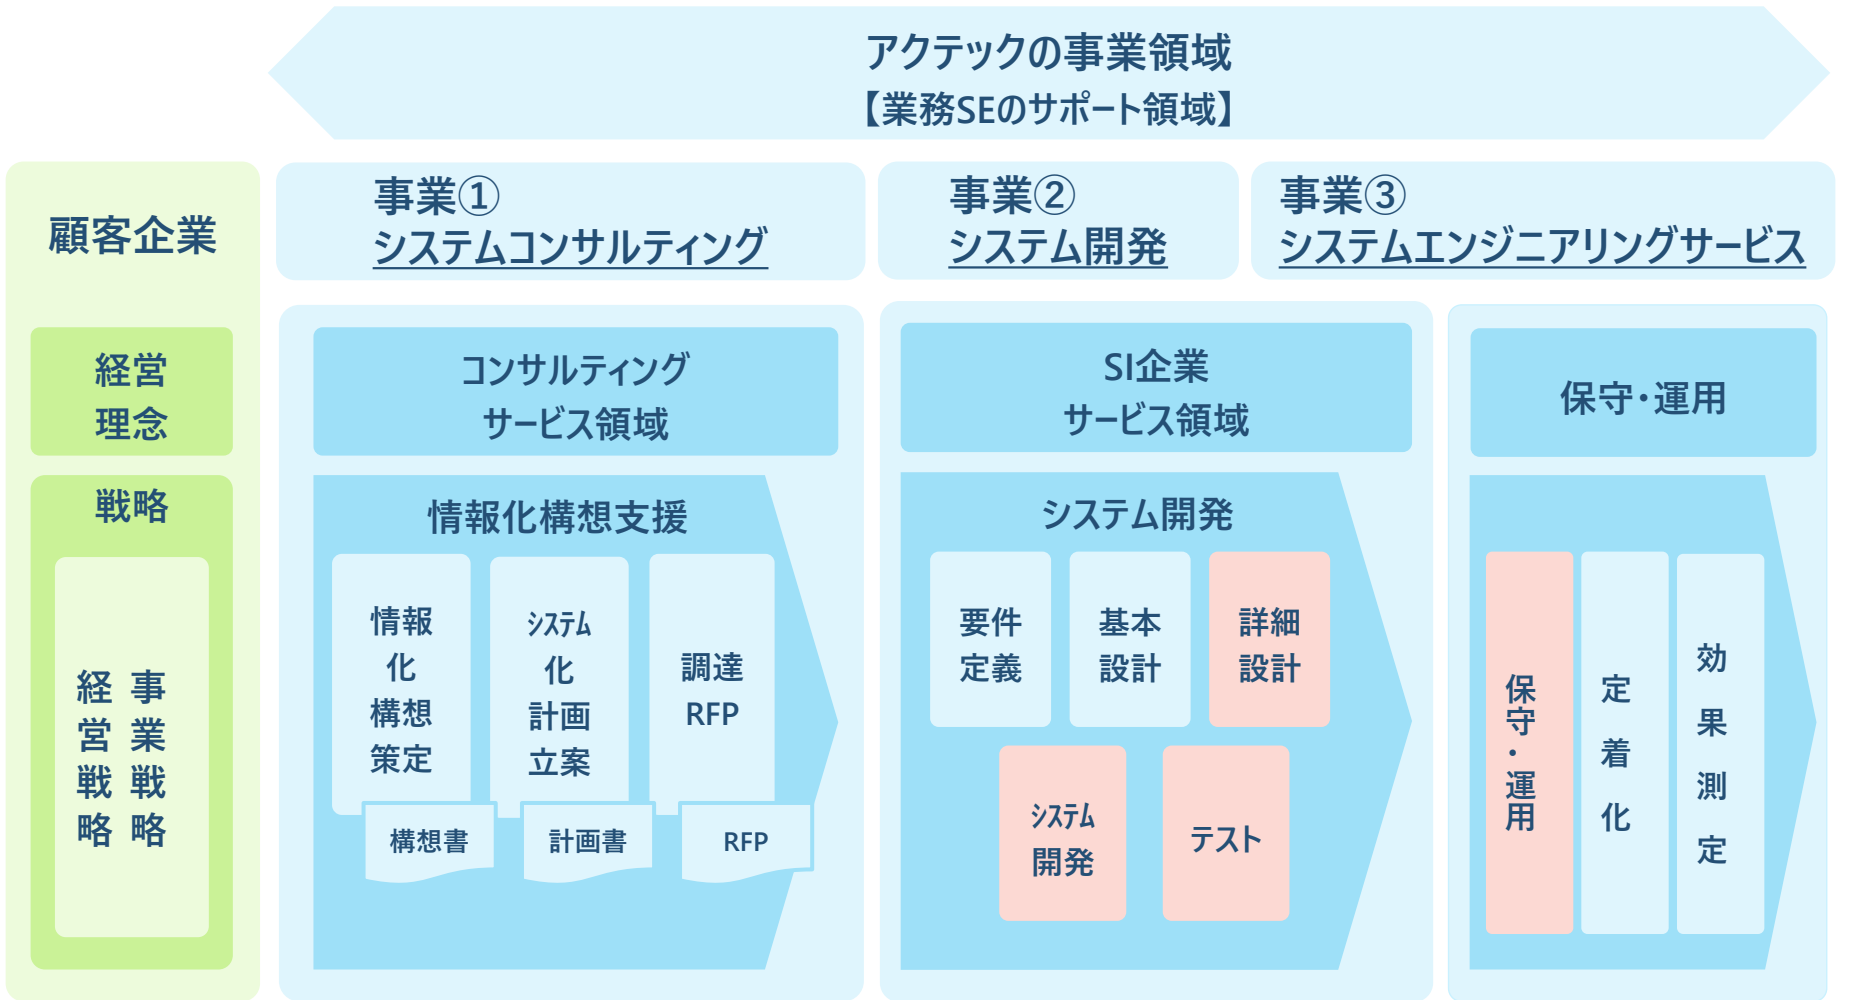 アクテックの事業領域
【業務SEのサポート領域】
顧客企業
経営
理念
戦略
経営戦略
事業戦略
事業①
システムコンサルティング
コンサルティング
サービス領域
情報化構想支援
情報
化
構想
策定
システム
化
計画
立案
調達
RFP
構想書
計画書
RFP
事業②
システム開発
事業③
システムエンジニアリングサービス
SI企業
サービス領域
システム開発
要件
定義
基本
設計
詳細
設計
システム
開発
テスト
保守・運用
保守・運用
定着化
効果測定